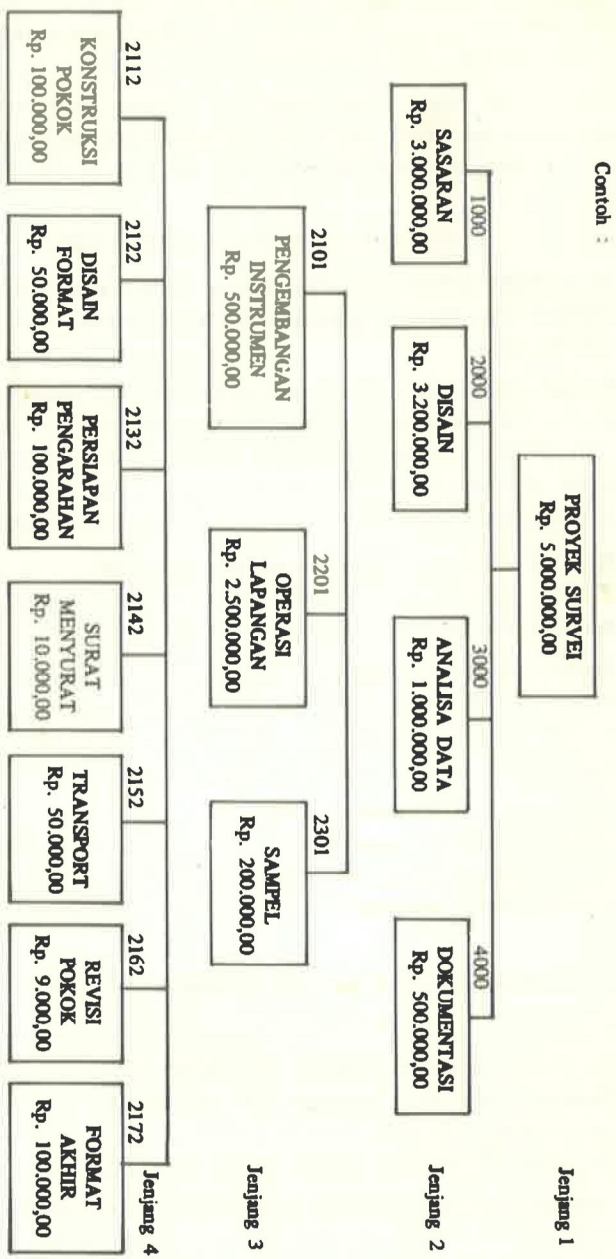 Contoh :
Jenjang 1
PROYEK SURVEI
Rp. 5.000.000,00
Jenjang 2
1000
SASARAN
Rp. 3.000.000,00
2000
DISAIN
Rp. 3.200.000,00
3000
ANALISA DATA
Rp. 1.000.000,00
4000
DOKUMENTASI
Rp. 500.000,00
Jenjang 3
2101
PENGEMBANGAN
INSTRUMEN
Rp. 500.000,00
2201
OPERASI
LAPANGAN
Rp. 2.500.000,00
2301
SAMPEL
Rp. 200.000,00
Jenjang 4
2112
KONSTRUKSI
POKOK
Rp. 100.000,00
2122
DISAIN
FORMAT
Rp. 50.000,00
2132
PERSIAPAN
PENGARAHAN
Rp. 100.000,00
2142
SURAT
MENYURAT
Rp. 10.000,00
2152
TRANSPORT
Rp. 50.000,00
2162
REVISI
POKOK
Rp. 9.000,00
2172
FORMAT
AKHIR
Rp. 100.000,00